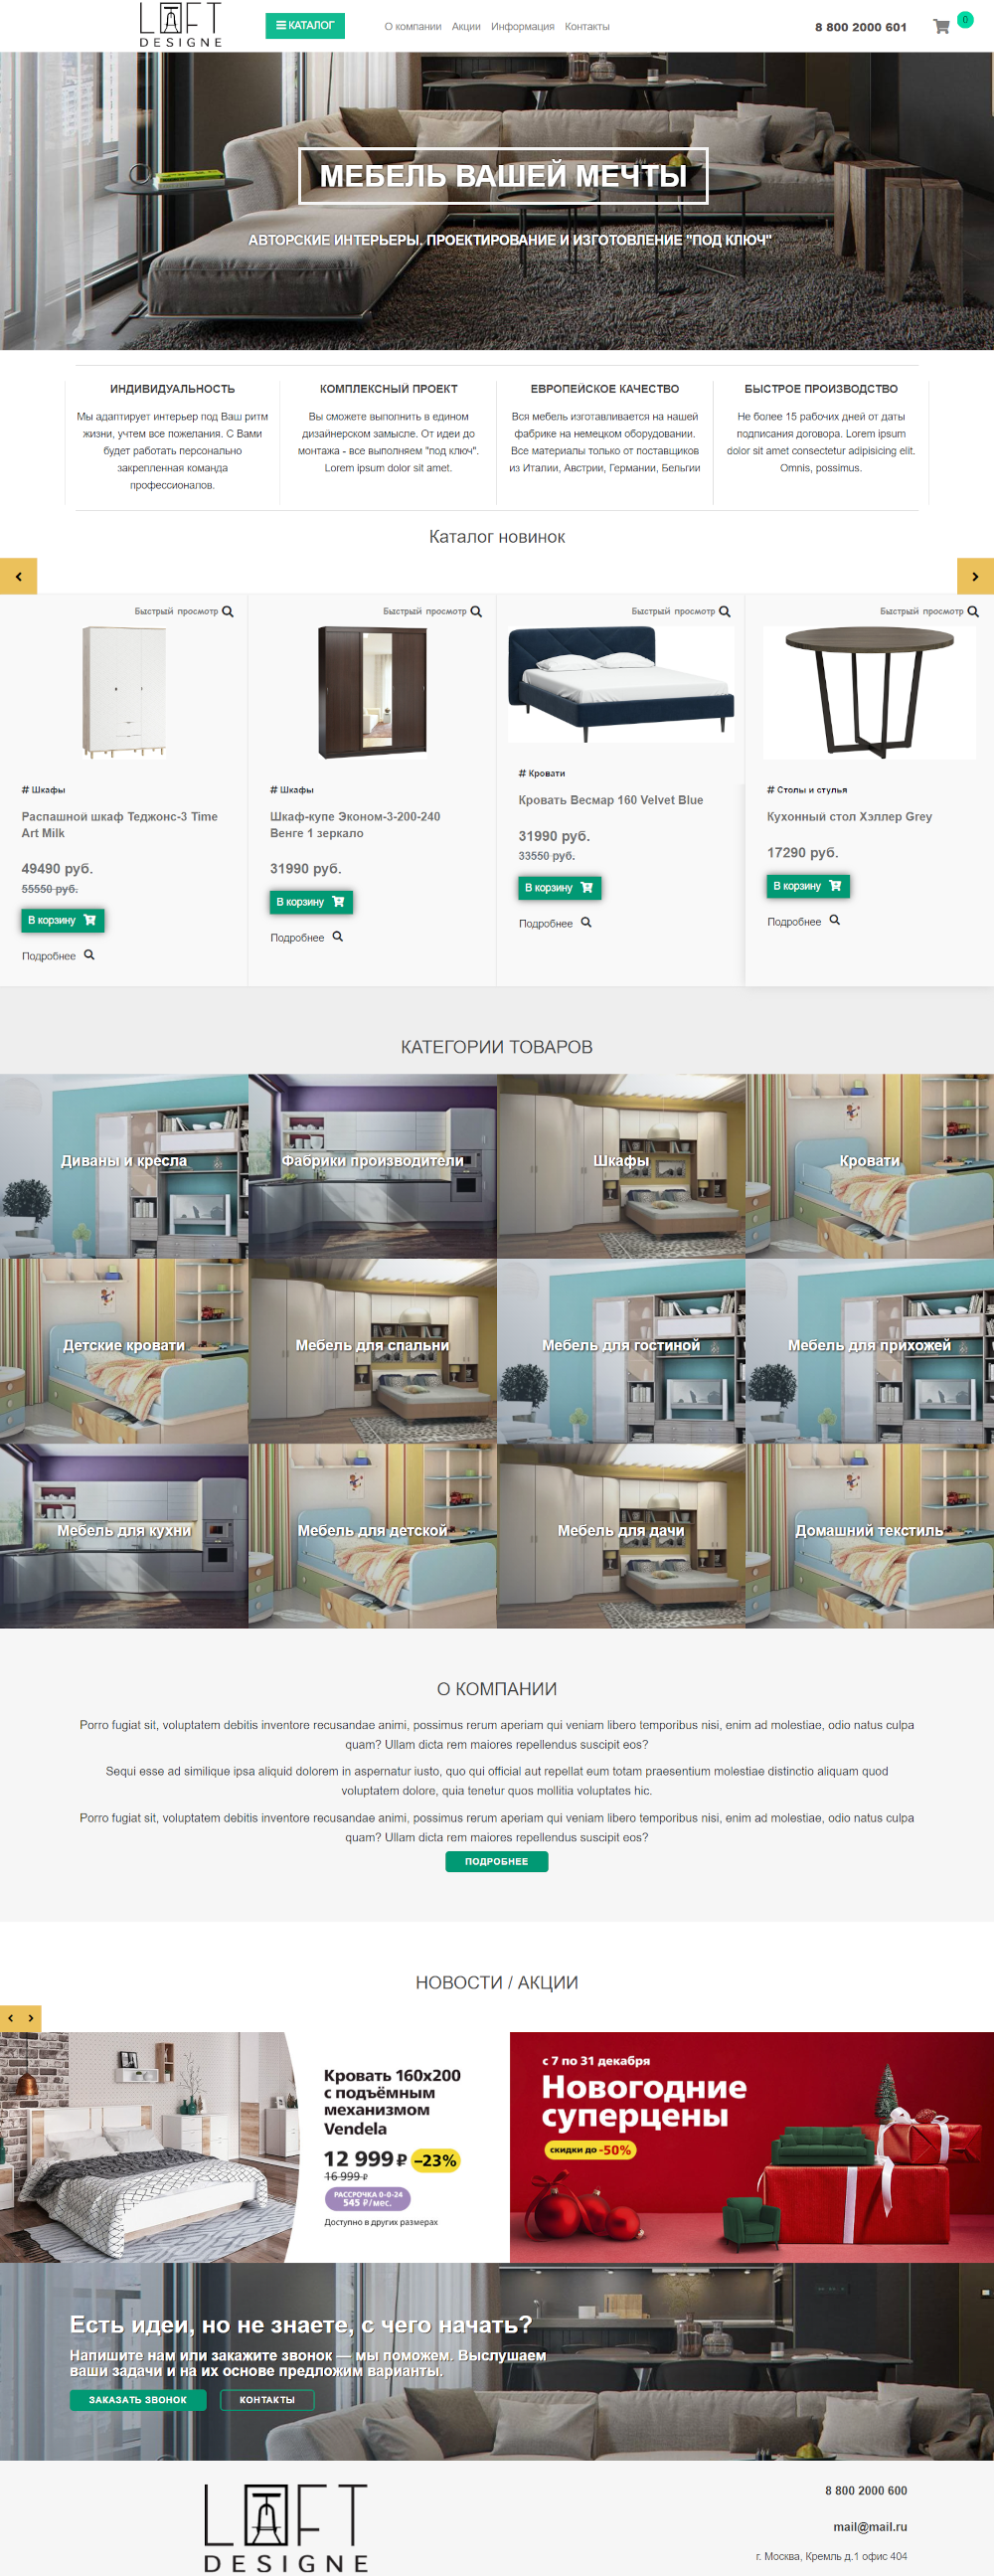 LOFT
DESIGNE
КАТАЛОГ
О компании Акции Информация Контакты
8 800 2000 601
0
МЕБЕЛЬ ВАШЕЙ МЕЧТЫ
АВТОРСКИЕ ИНТЕРЬЕРЫ. ПРОЕКТИРОВАНИЕ И ИЗГОТОВЛЕНИЕ "ПОД КЛЮЧ"
ИНДИВИДУАЛЬНОСТЬ
Мы адаптирует интерьер под Ваш ритм
жизни, учтем все пожелания. С Вами
будет работать персонально
закрепленная команда
профессионалов.
КОМПЛЕКСНЫЙ ПРОЕКТ
Вы сможете выполнить в едином
дизайнерском замысле. От идеи до
монтажа - все выполняем "под ключ".
Lorem ipsum dolor sit amet.
ЕВРОПЕЙСКОЕ КАЧЕСТВО
Вся мебель изготавливается на нашей
фабрике на немецком оборудовании.
Все материалы только от поставщиков
из Италии, Австрии, Германии, Бельгии
БЫСТРОЕ ПРОИЗВОДСТВО
Не более 15 рабочих дней от даты
подписания договора. Lorem ipsum
dolor sit amet consectetur adipisicing elit.
Omnis, possimus.
Каталог новинок
Быстрый просмотр
# Шкафы
Распашной шкаф Теджонс-3 Time
Art Milk
49490 руб.
55550 руб.
В корзину
Подробнее
Быстрый просмотр
# Шкафы
Шкаф-купе Эконом-3-200-240
Венге 1 зеркало
31990 руб.
В корзину
Подробнее
Быстрый просмотр
# Кровати
Кровать Весмар 160 Velvet Blue
31990 руб.
33550 руб.
В корзину
Подробнее
Быстрый просмотр
# Столы и стулья
Кухонный стол Хэллер Grey
17290 руб.
В корзину
Подробнее
КАТЕГОРИИ ТОВАРОВ
Диваны и кресла
Фабрики производители
Шкафы
Кровати
Детские кровати
Мебель для спальни
Мебель для гостиной
Мебель для прихожей
Мебель для кухни
Мебель для детской
Мебель для дачи
Домашний текстиль
О КОМПАНИИ
Porro fugiat sit, voluptatem debitis inventore recusandae animi, possimus rerum aperiam qui veniam libero temporibus nisi, enim ad molestiae, odio natus culpa
quam? Ullam dicta rem maiores repellendus suscipit eos?
Sequi esse ad similique ipsa aliquid dolorem in aspernatur iusto, quo qui official aut repellat eum totam praesentium molestiae distinctio aliquam quod
voluptatem dolore, quia tenetur quos mollitia voluptates hic.
Porro fugiat sit, voluptatem debitis inventore recusandae animi, possimus rerum aperiam qui veniam libero temporibus nisi, enim ad molestiae, odio natus culpa
quam? Ullam dicta rem maiores repellendus suscipit eos?
ПОДРОБНЕЕ
НОВОСТИ / АКЦИИ
Кровать 160х200
с подъёмным
механизмом
Vendela
12 999 ₽ –23%
16 999 ₽
РАССРОЧКА 0-0-24
545 ₽/мес.
Доступно в других размерах
с 7 по 31 декабря
Новогодние
суперцены
скидки до -50%
Есть идеи, но не знаете, с чего начать?
Напишите нам или закажите звонок — мы поможем. Выслушаем
ваши задачи и на их основе предложим варианты.
ЗАКАЗАТЬ ЗВОНОК
КОНТАКТЫ
LOFT
DESIGNE
8 800 2000 600
mail@mail.ru
г. Москва, Кремль д.1 офис 404